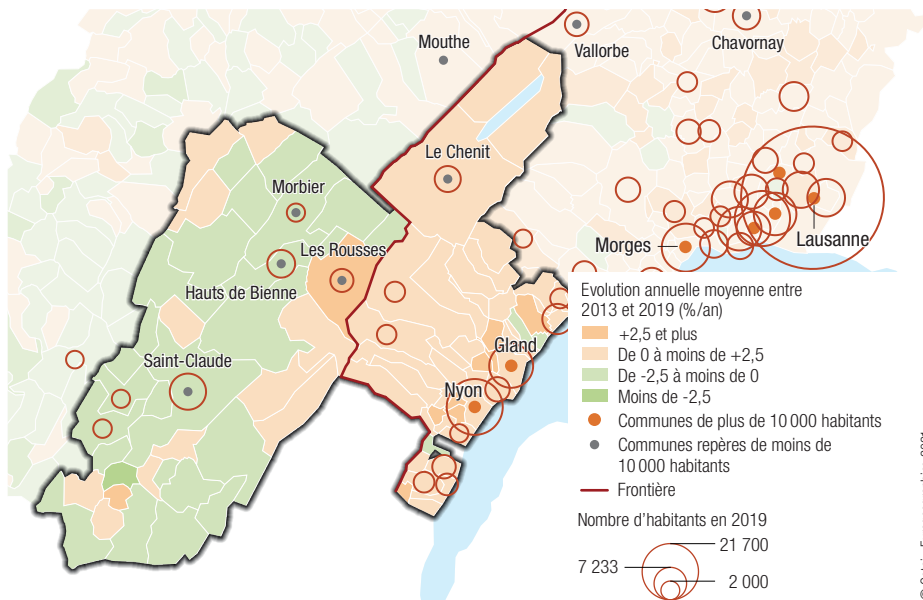 Mouthe
Vallorbe
Chavornay
Le Chenit
Morbier
Les Rousses
Hauts de Bienne
Morges
Lausanne
Saint-Claude
Gland
Nyon
Evolution annuelle moyenne entre
2013 et 2019 (%/an)
+2,5 et plus
De 0 à moins de +2,5
De -2,5 à moins de 0
Moins de -2,5
Communes de plus de 10 000 habitants
Communes repères de moins de
10 000 habitants
Frontière
Nombre d'habitants en 2019
21 700
7 233
2 000